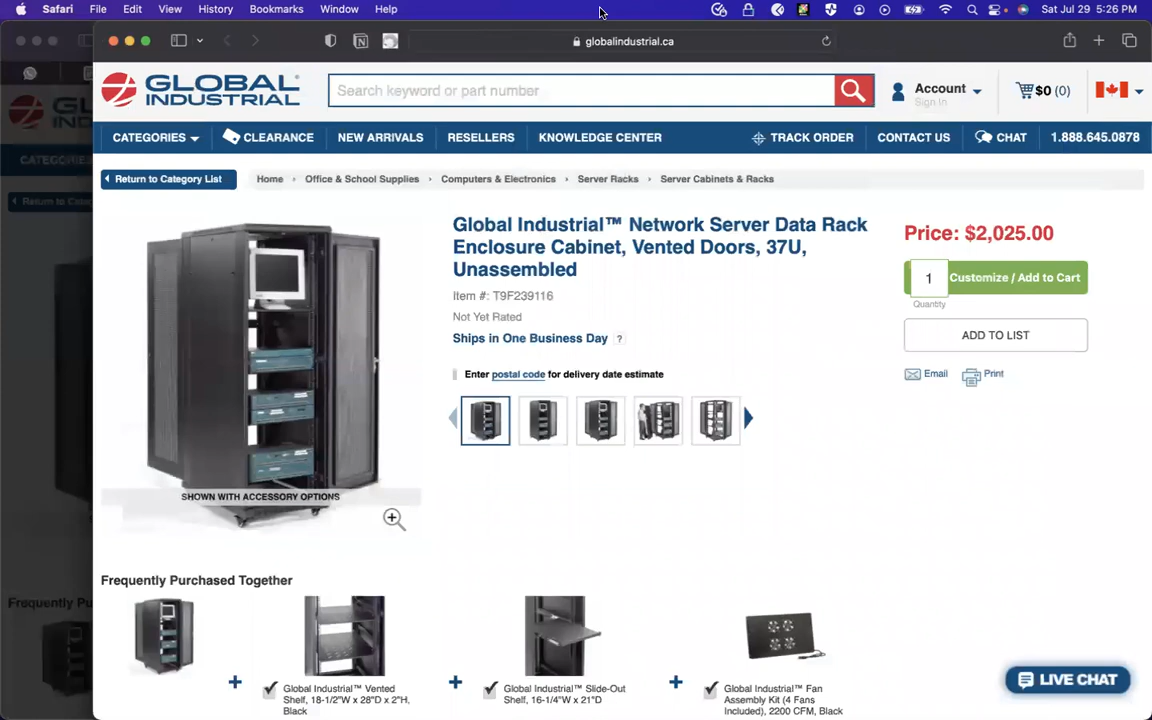 Safari File Edit View History Bookmarks Window Help Sat Jul 29 5:26 PM
globalindustrial.ca
GLOBAL
INDUSTRIAL
Search keyword or part number
Account
Sign In
$0 (0)
CATEGORIES CLEARANCE NEW ARRIVALS RESELLERS KNOWLEDGE CENTER TRACK ORDER CONTACT US CHAT 1.888.645.0878
Return to Category List
Home › Office & School Supplies › Computers & Electronics › Server Racks › Server Cabinets & Racks
Global Industrial™ Network Server Data Rack
Enclosure Cabinet, Vented Doors, 37U,
Unassembled
Item #: T9F239116
Not Yet Rated
Ships in One Business Day ?
Enter postal code for delivery date estimate
Price: $2,025.00
1 Customize / Add to Cart
Quantity
ADD TO LIST
Email Print
SHOWN WITH ACCESSORY OPTIONS
Frequently Purchased Together
Global Industrial™ Vented
Shelf, 18-1/2"W x 28"D x 2"H,
Black
Global Industrial™ Slide-Out
Shelf, 16-1/4"W x 21"D
Global Industrial™ Fan
Assembly Kit (4 Fans
Included), 2200 CFM, Black
LIVE CHAT